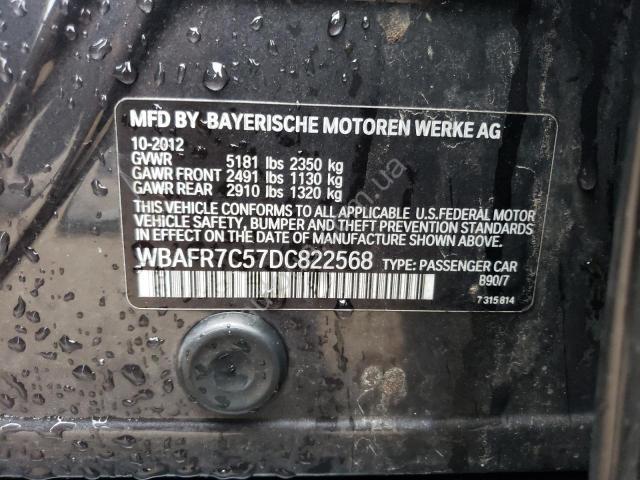 MFD BY BAYERISCHE MOTOREN WERKE AG
10-2012
GVWR 5181 lbs 2350 kg
GAWR FRONT 2491 lbs 1130 kg
GAWR REAR 2910 lbs 1320 kg
THIS VEHICLE CONFORMS TO ALL APPLICABLE U.S.FEDERAL MOTOR
VEHICLE SAFETY, BUMPER AND THEFT PREVENTION STANDARDS
IN EFFECT ON THE DATE OF MANUFACTURE SHOWN ABOVE.
WBAFR7C57DC822568 TYPE: PASSENGER CAR
B90/7
7 315 814